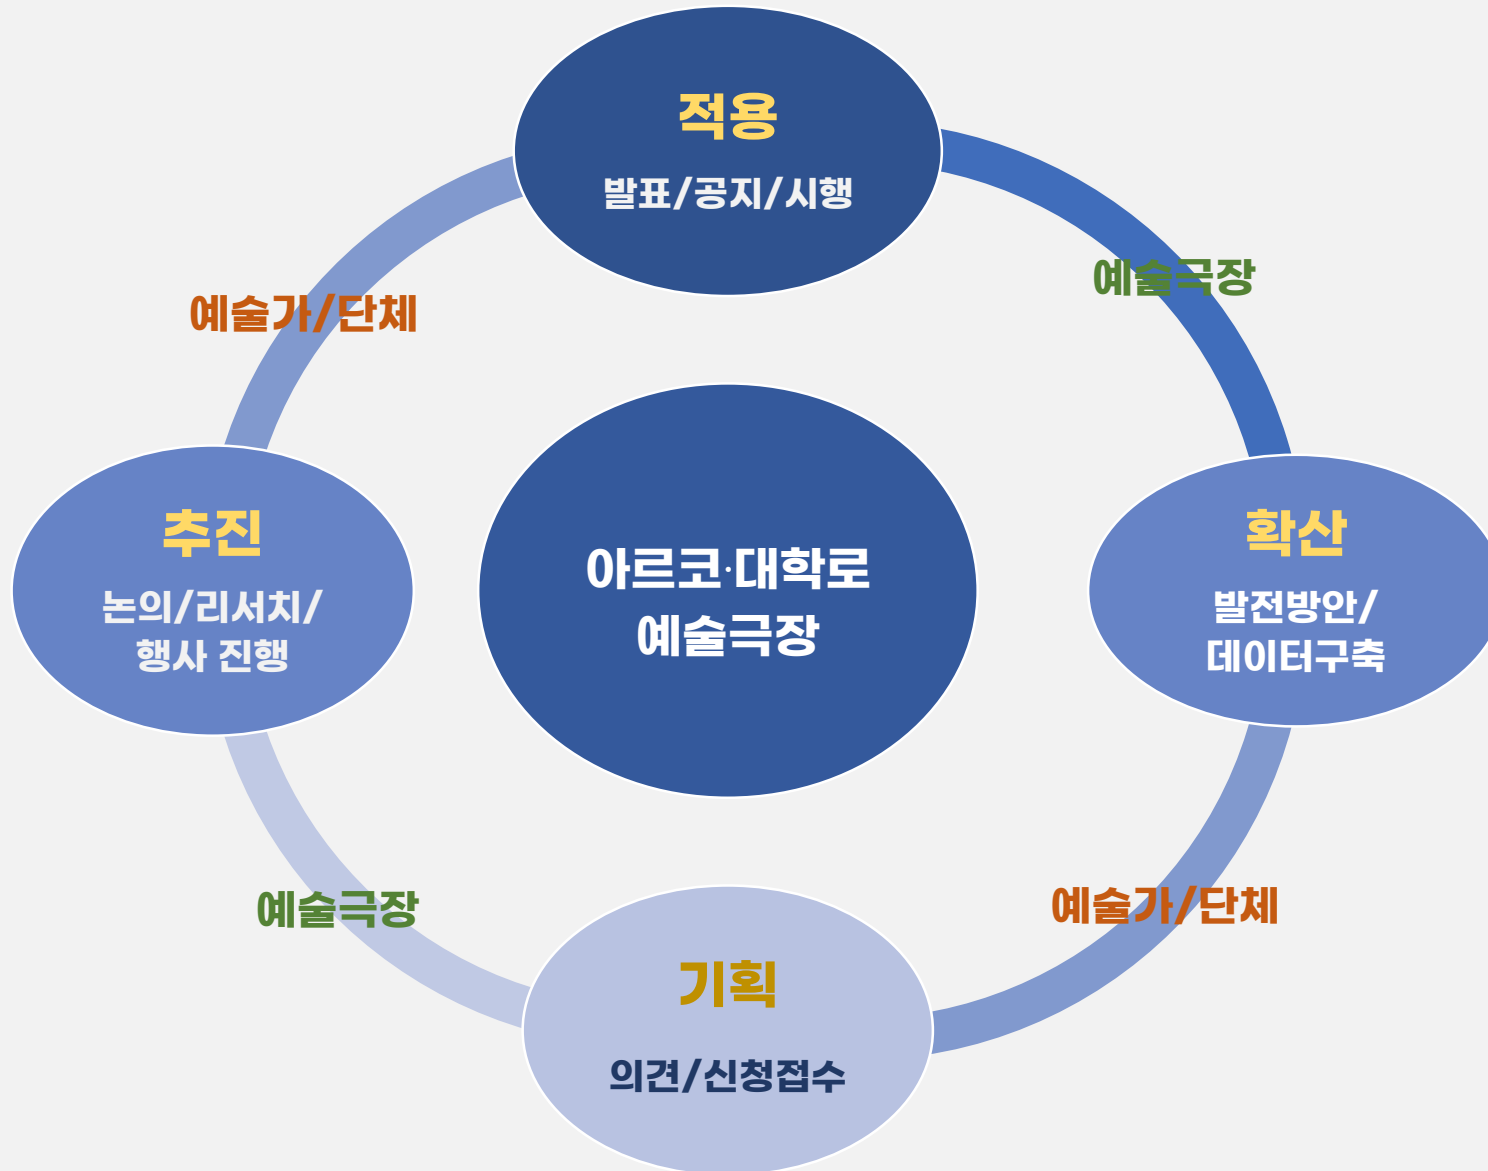 적용
발표/공지/시행
예술극장
예술가/단체
추진
논의/리서치/
행사 진행
아르코·대학로
예술극장
확산
발전방안/
데이터구축
예술극장
예술가/단체
기획
의견/신청접수